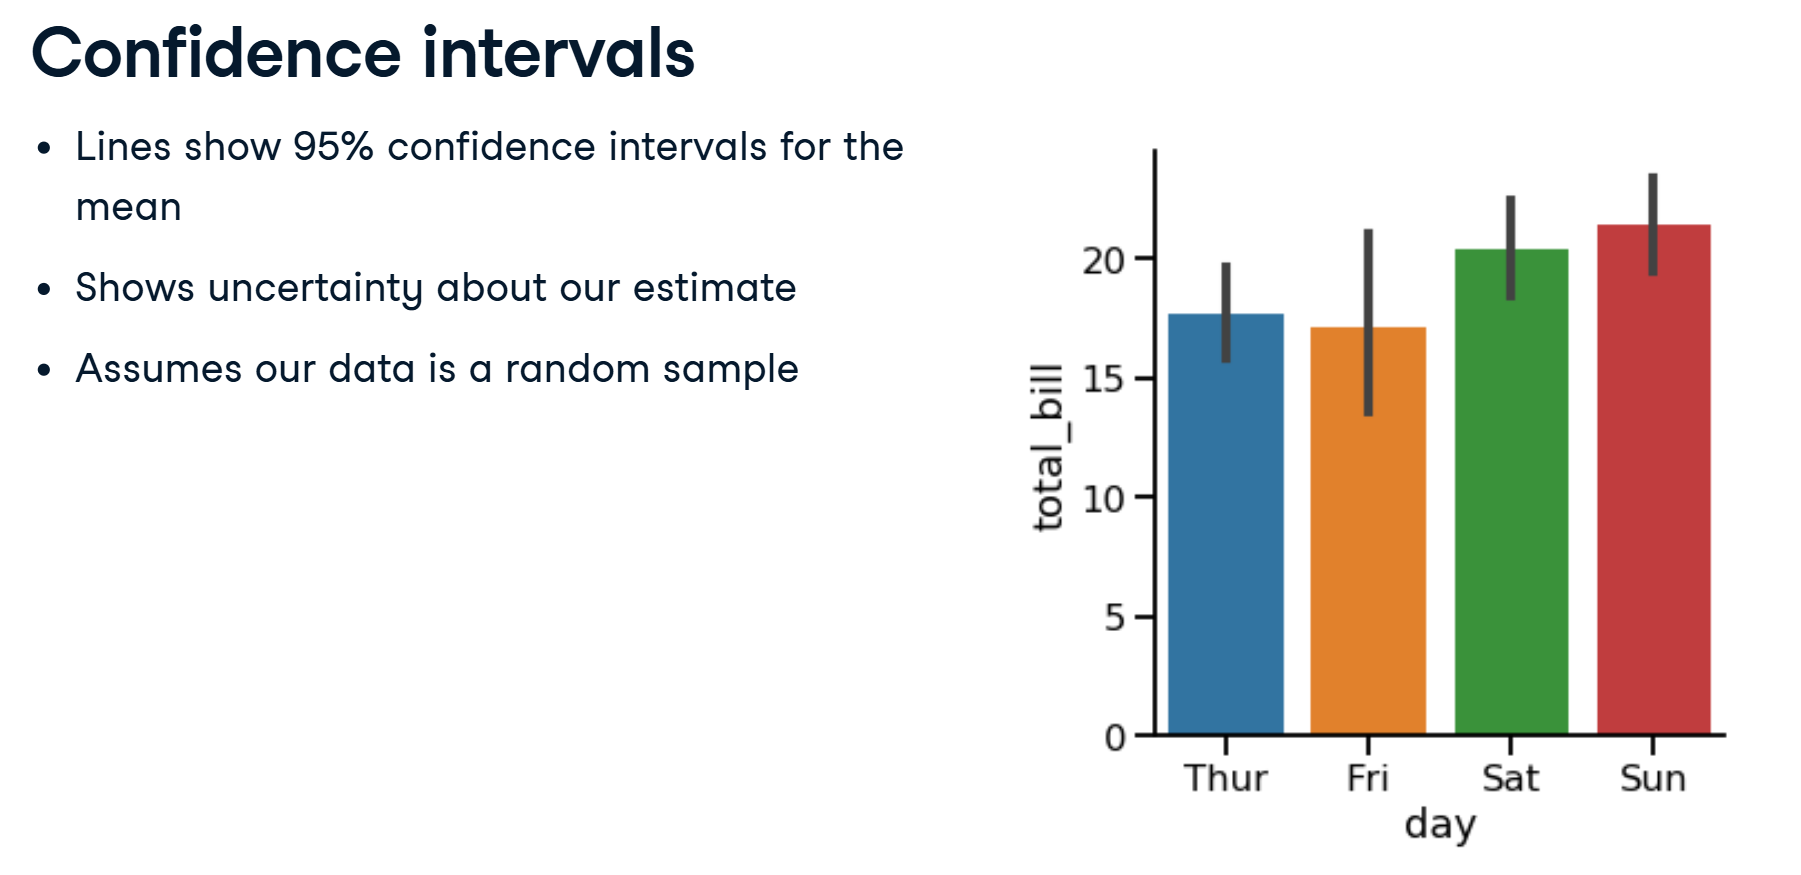 Confidence intervals
• Lines show 95% confidence intervals for the
mean
• Shows uncertainty about our estimate
• Assumes our data is a random sample
total_bill
20
15
10
5
0
Thur Fri Sat Sun
day